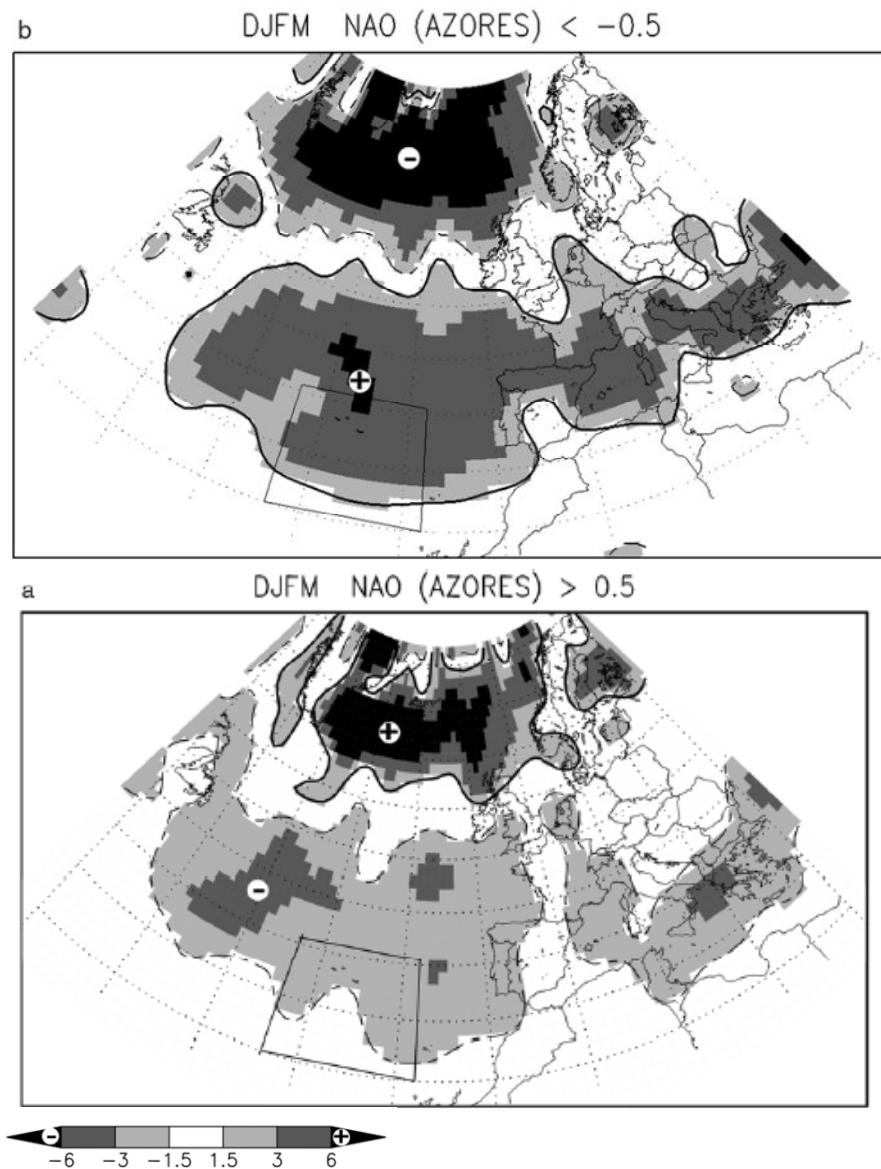 b DJFM NAO (AZORES) < -0.5
-
+
a DJFM NAO (AZORES) > 0.5
+
-
- +
-6 -3 -1.5 1.5 3 6